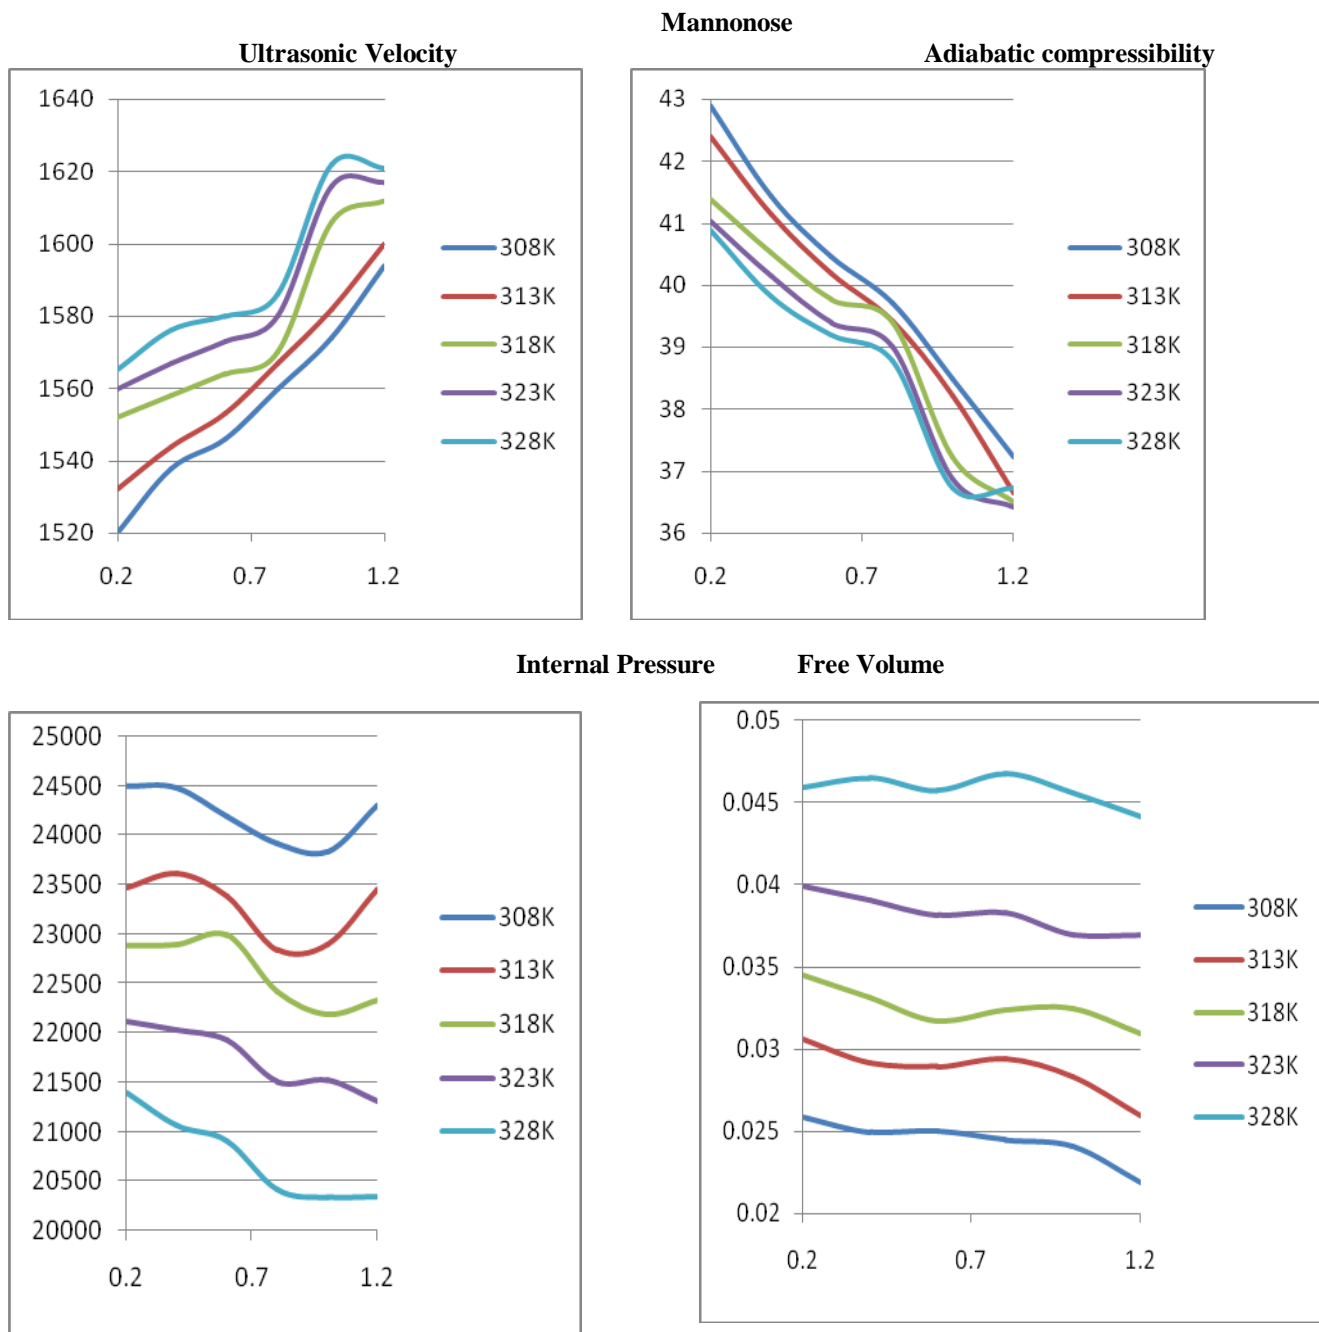 Mannonose
Ultrasonic Velocity
Adiabatic compressibility
1640
1620
1600
1580
1560
1540
1520
0.2 0.7 1.2
308K
313K
318K
323K
328K
43
42
41
40
39
38
37
36
0.2 0.7 1.2
308K
313K
318K
323K
328K
Internal Pressure
Free Volume
25000
24500
24000
23500
23000
22500
22000
21500
21000
20500
20000
0.2 0.7 1.2
308K
313K
318K
323K
328K
0.05
0.045
0.04
0.035
0.03
0.025
0.02
0.2 0.7 1.2
308K
313K
318K
323K
328K